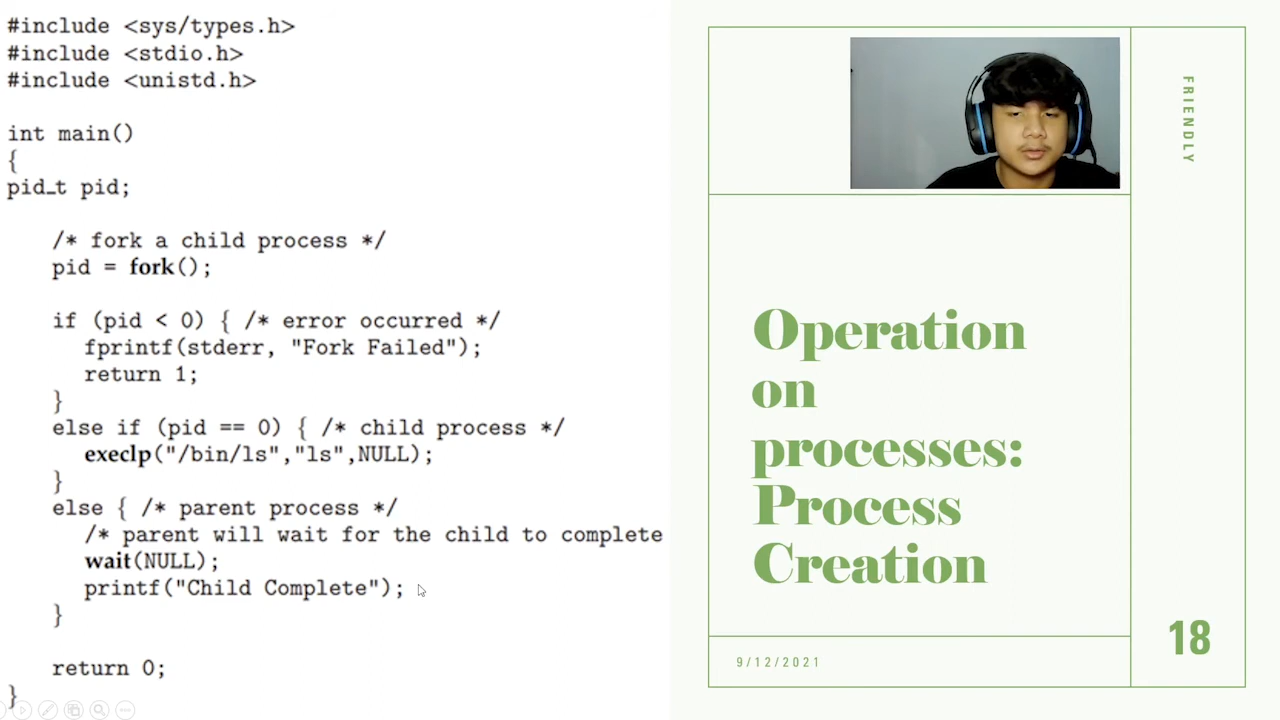 #include <sys/types.h>
#include <stdio.h>
#include <unistd.h>
int main()
{
pid_t pid;
/* fork a child process */
pid = fork();
if (pid < 0) { /* error occurred */
fprintf(stderr, "Fork Failed");
return 1;
}
else if (pid == 0) { /* child process */
execlp("/bin/ls","ls",NULL);
}
else { /* parent process */
/* parent will wait for the child to complete
wait(NULL);
printf("Child Complete");
}
return 0;
}
FRIENDLY
Operation
on
processes:
Process
Creation
9/12/2021
18